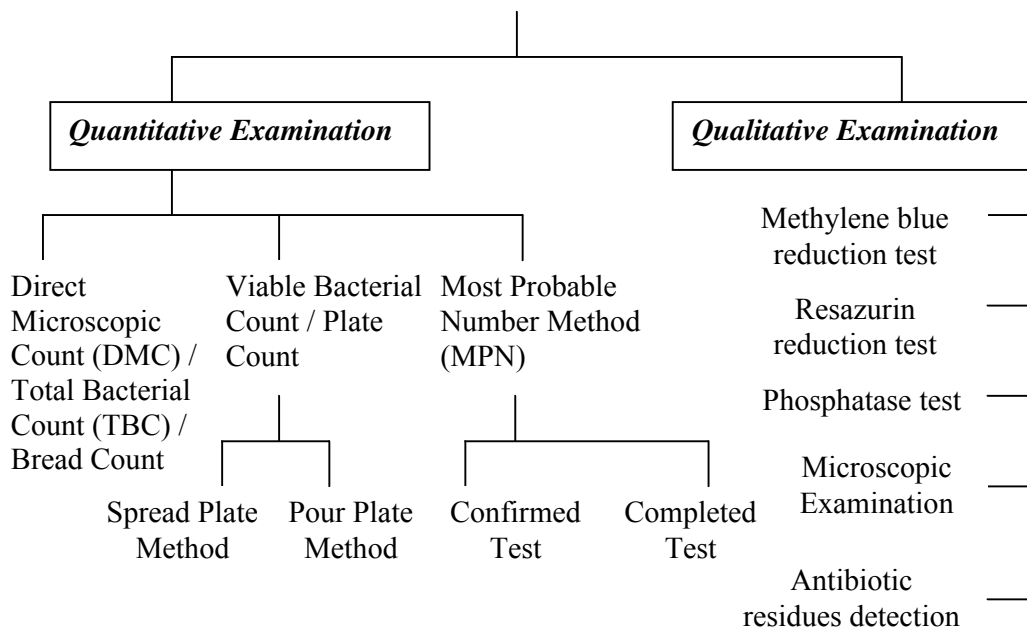 Quantitative Examination
Qualitative Examination
Direct
Microscopic
Count (DMC) /
Total Bacterial
Count (TBC) /
Bread Count
Viable Bacterial
Count / Plate
Count
Most Probable
Number Method
(MPN)
Spread Plate
Method
Pour Plate
Method
Confirmed
Test
Completed
Test
Methylene blue
reduction test
Resazurin
reduction test
Phosphatase test
Microscopic
Examination
Antibiotic
residues detection